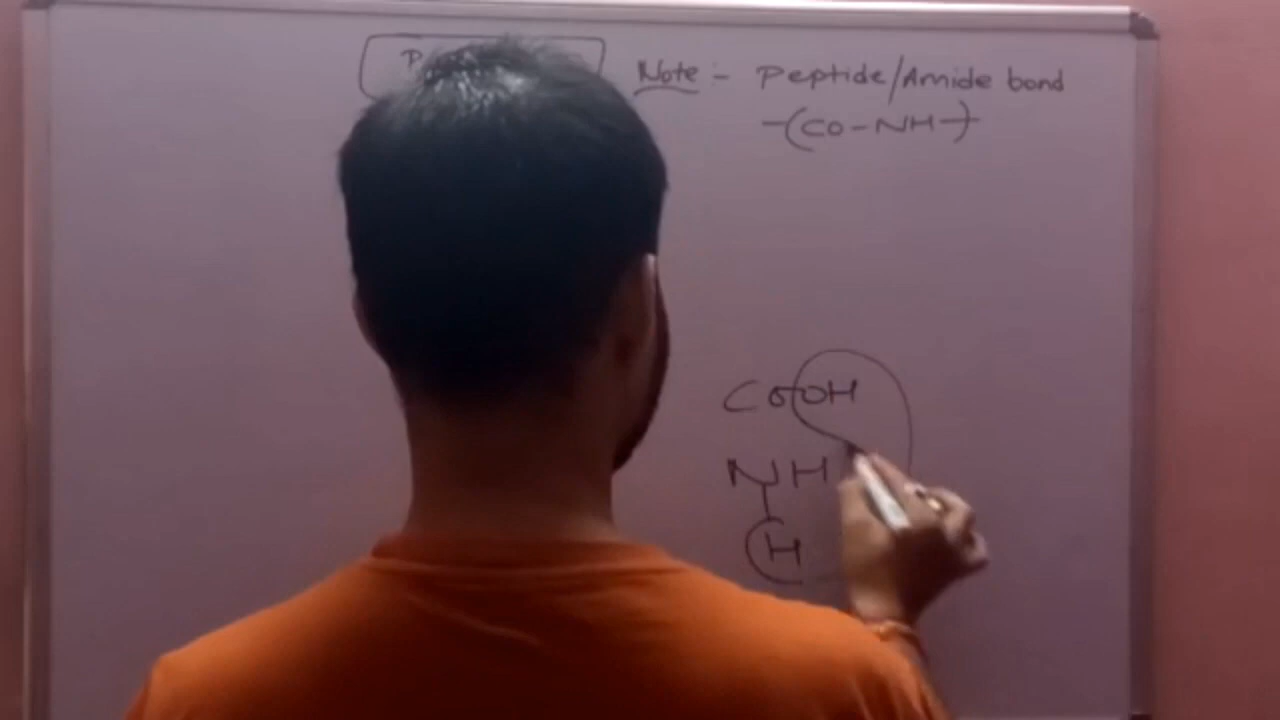 Note :- Peptide/Amide bond
-(CO-NH-)-
COOH
NH
H